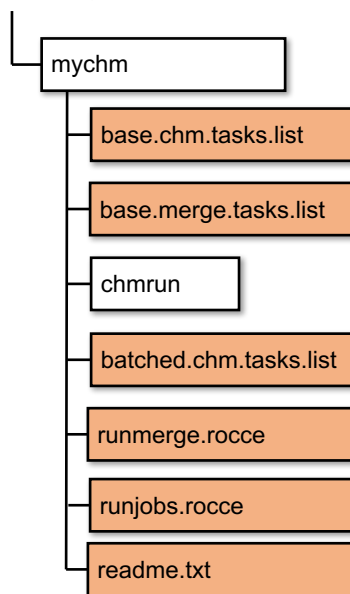 mychm
base.chm.tasks.list
base.merge.tasks.list
chmrun
batched.chm.tasks.list
runmerge.rocce
runjobs.rocce
readme.txt